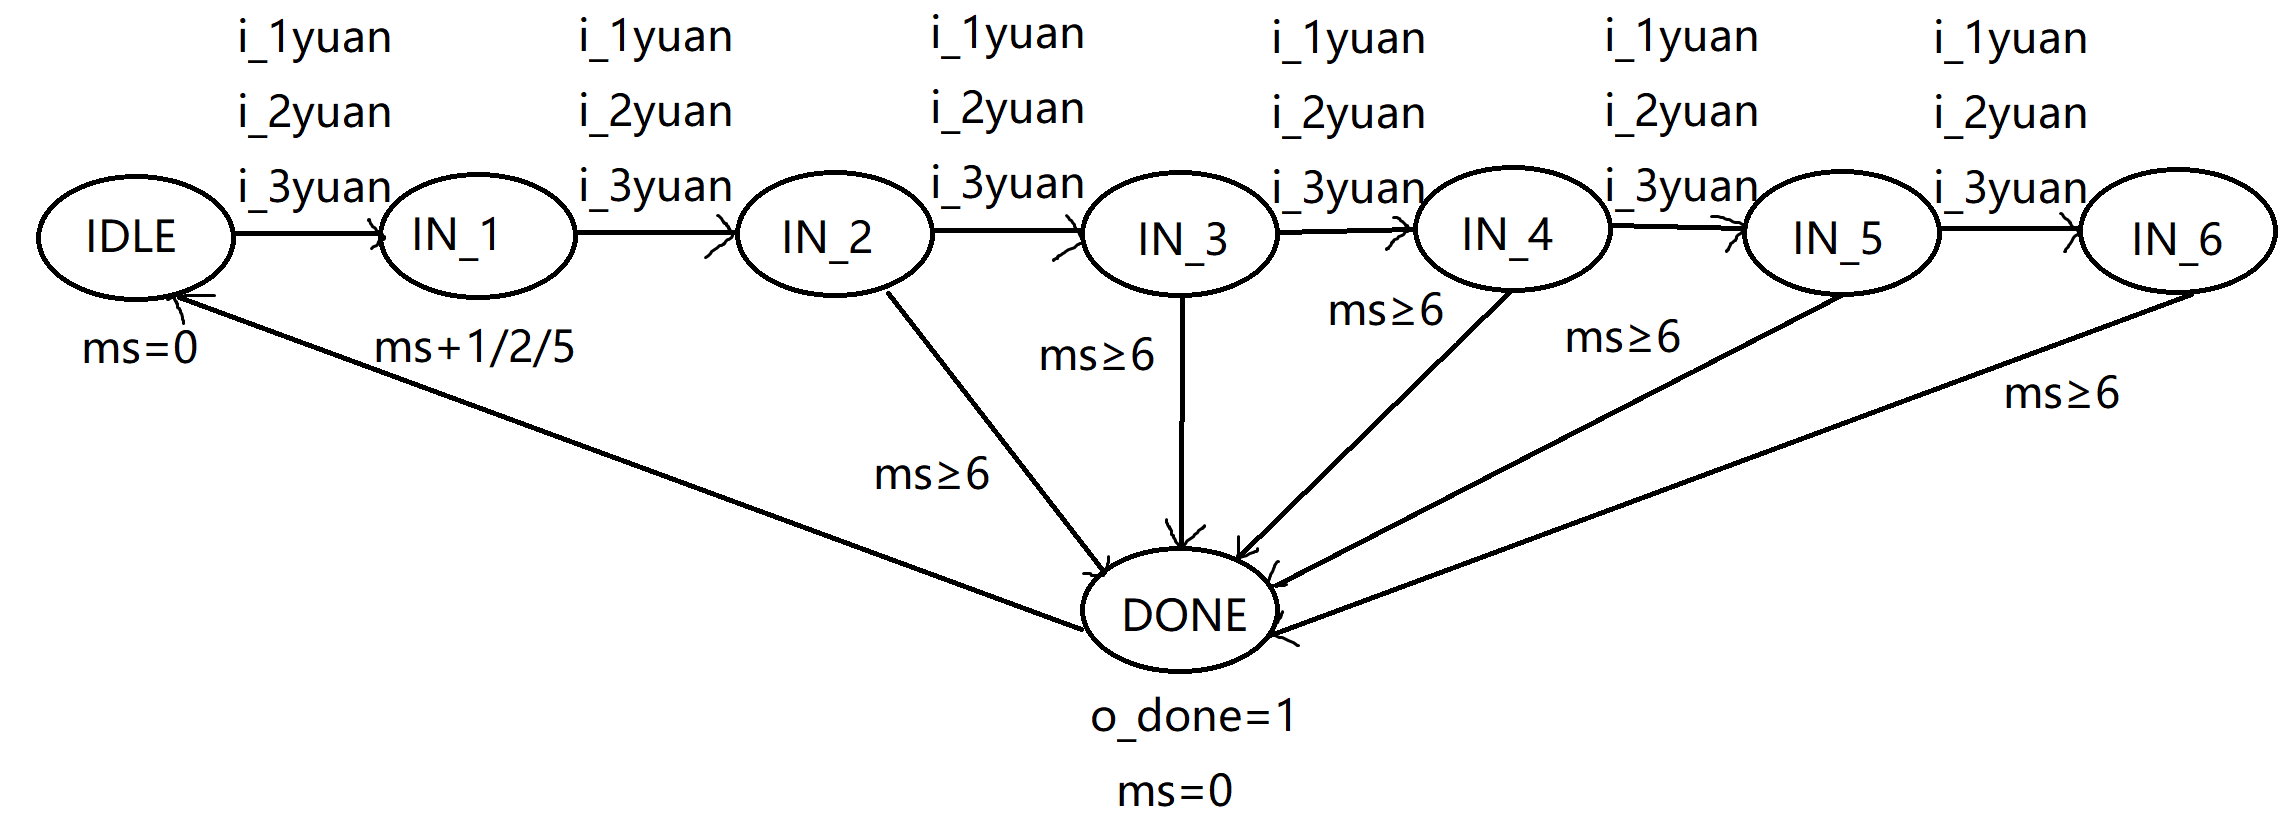 i_1yuan i_1yuan i_1yuan i_1yuan i_1yuan i_1yuan
i_2yuan i_2yuan i_2yuan i_2yuan i_2yuan i_2yuan
i_3yuan i_3yuan i_3yuan i_3yuan i_3yuan i_3yuan
IDLE IN_1 IN_2 IN_3 IN_4 IN_5 IN_6
ms≥6
ms=0 ms+1/2/5 ms≥6 ms≥6
ms≥6
ms≥6
DONE
o_done=1
ms=0